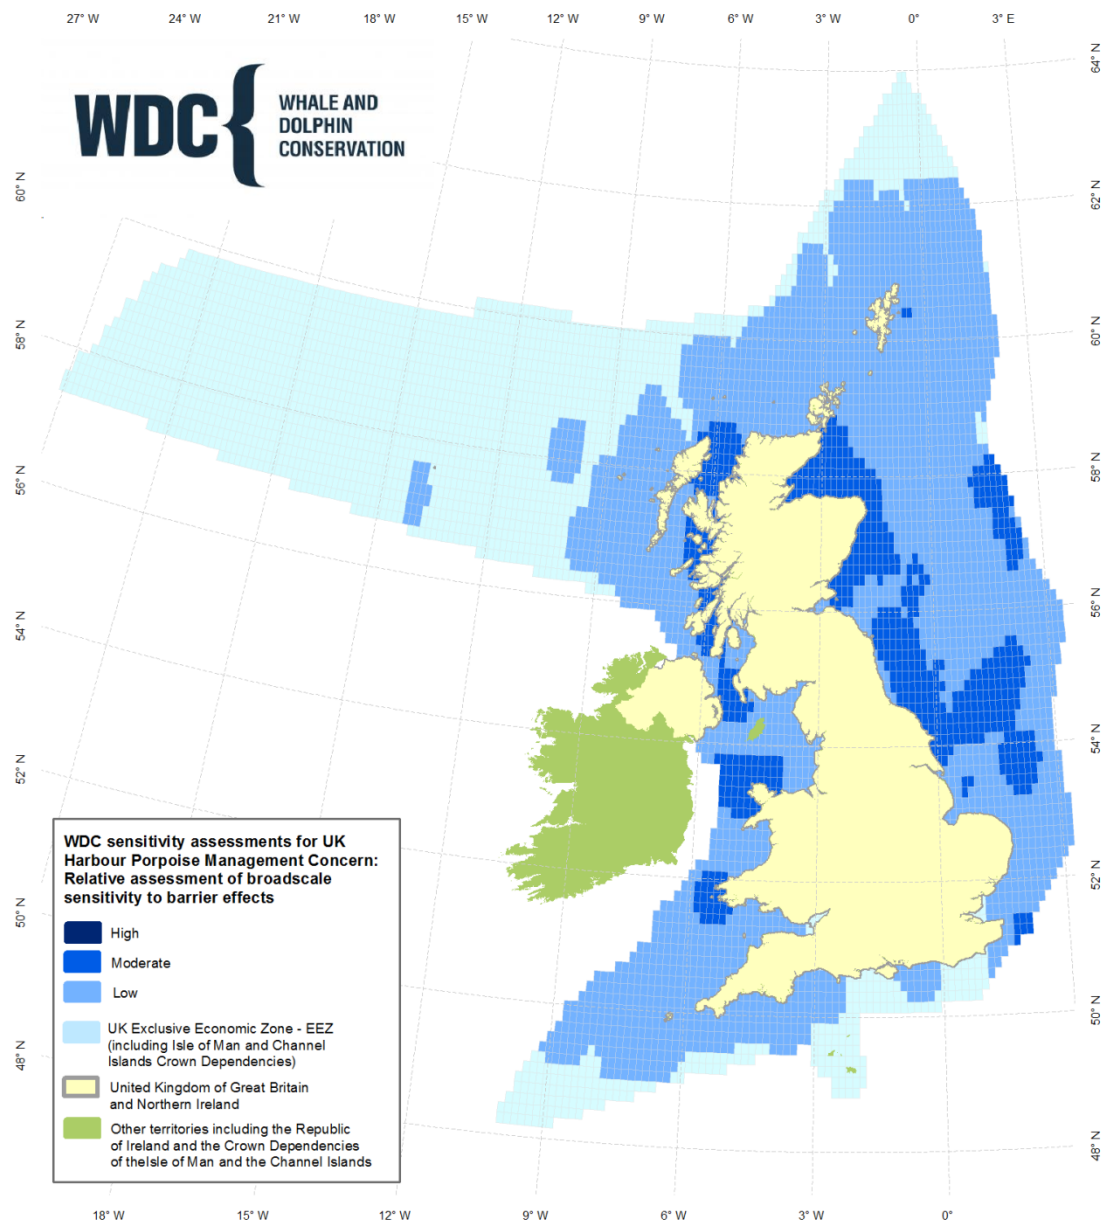 27° W 24° W 21° W 18° W 15° W 12° W 9° W 6° W 3° W 0° 3° E
WDC
WHALE AND
DOLPHIN
CONSERVATION
60° N
58° N
56° N
54° N
52° N
50° N
48° N
64° N
62° N
60° N
58° N
56° N
54° N
52° N
50° N
48° N
WDC sensitivity assessments for UK
Harbour Porpoise Management Concern:
Relative assessment of broadscale
sensitivity to barrier effects
High
Moderate
Low
UK Exclusive Economic Zone - EEZ
(including Isle of Man and Channel
Islands Crown Dependencies)
United Kingdom of Great Britain
and Northern Ireland
Other territories including the Republic
of Ireland and the Crown Dependencies
of theIsle of Man and the Channel Islands
18° W 15° W 12° W 9° W 6° W 3° W 0°